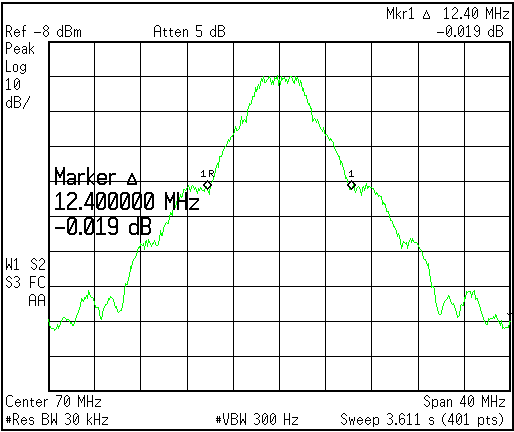 Mkr1 Δ 12.40 MHz
Ref -8 dBm Atten 5 dB -0.019 dB
Peak
Log
10
dB/
1R 1
Marker Δ
12.400000 MHz
-0.019 dB
W1 S2
S3 FC
AA
Center 70 MHz Span 40 MHz
#Res BW 30 kHz #VBW 300 Hz Sweep 3.611 s (401 pts)